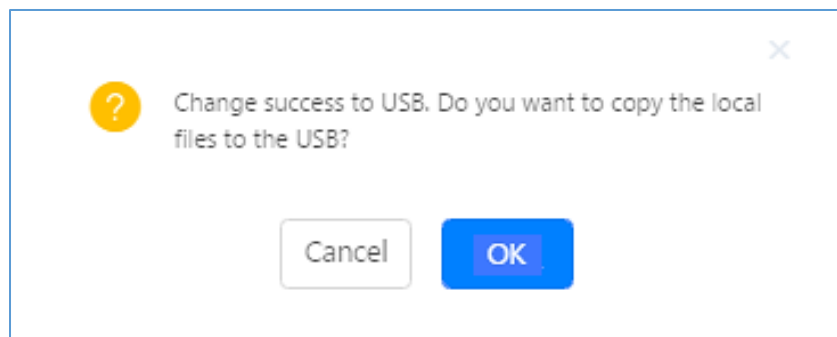 Change success to USB. Do you want to copy the local
files to the USB?
Cancel
OK